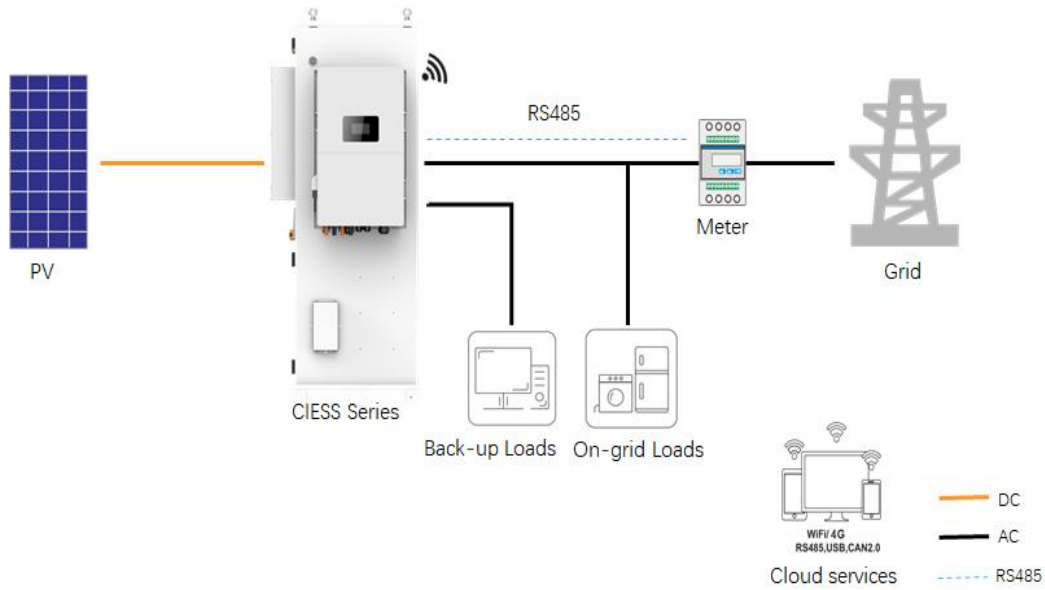 RS485
PV
CIESS Series
Meter
Grid
Back-up Loads
On-grid Loads
WiFi/ 4G
RS485,USB,CAN2.0
Cloud services
DC
AC
RS485